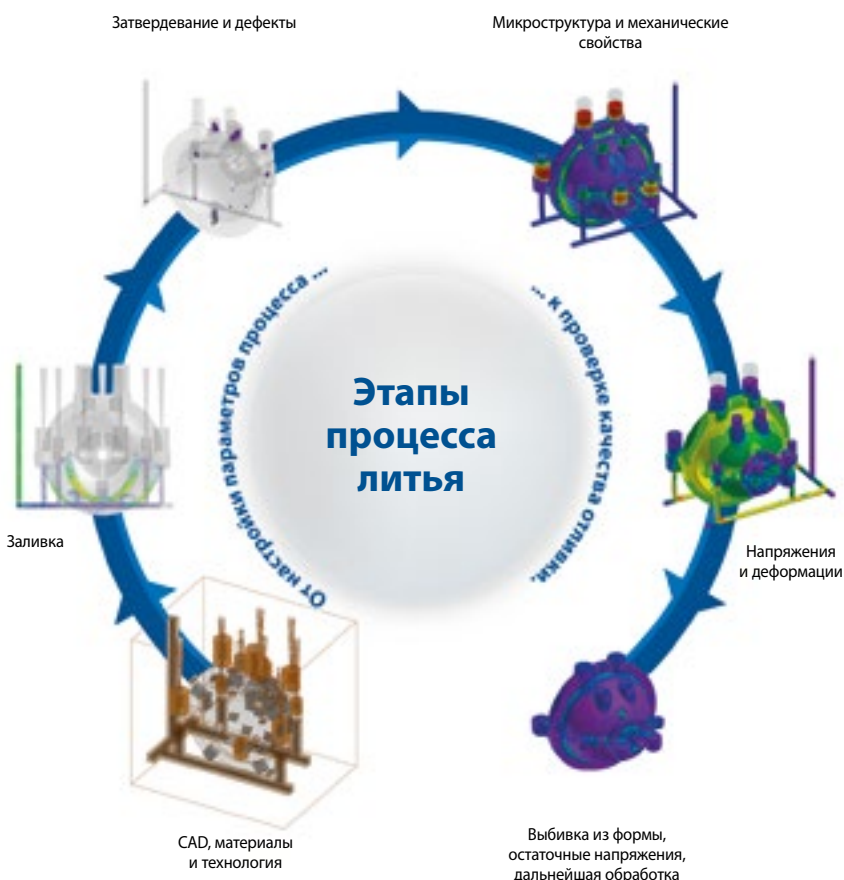 Затвердевание и дефекты
Микроструктура и механические
свойства
От настройки параметров процесса ...
... к проверке качества отливки.
Этапы
процесса
литья
Заливка
Напряжения
и деформации
CAD, материалы
и технология
Выбивка из формы,
остаточные напряжения,
дальнейшая обработка